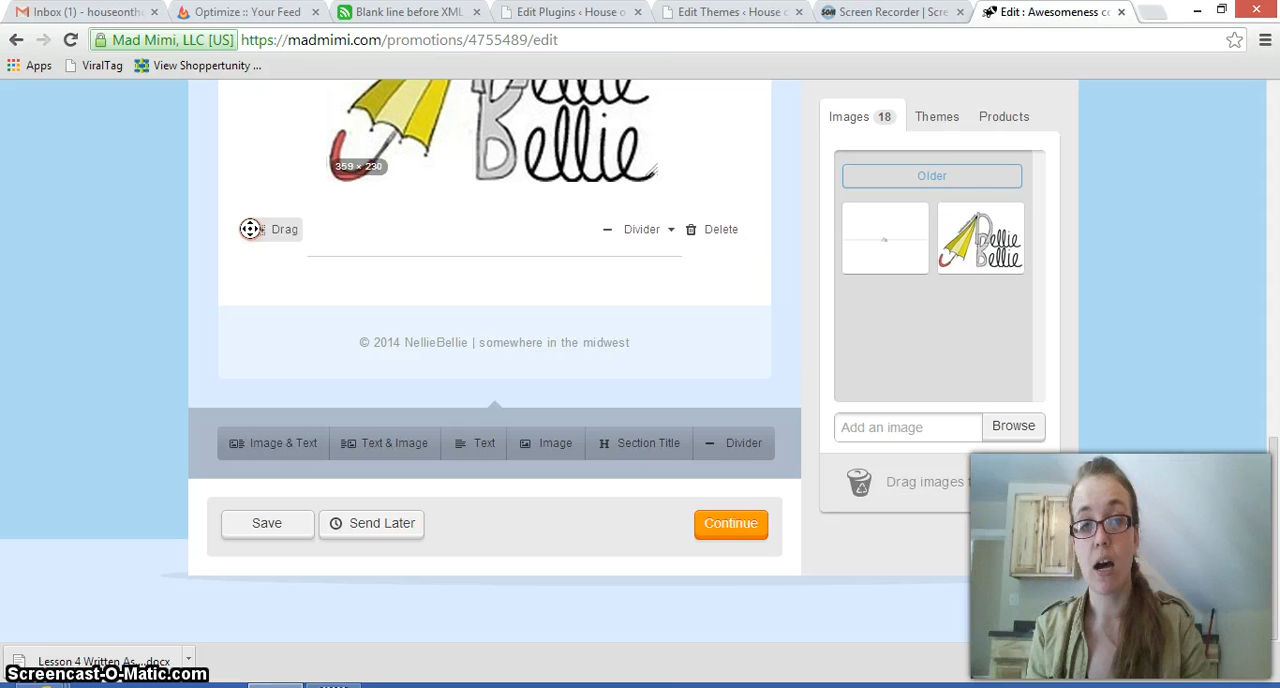 Inbox (1) - houseonthe
Optimize :: Your Feed
Blank line before XML
Edit Plugins ‹ House o
Edit Themes ‹ House o
Screen Recorder | Scre
Edit : Awesomeness co
Mad Mimi, LLC [US]
https://madmimi.com/promotions/4755489/edit
Apps
ViralTag
View Shoppertunity ...
Bellie
Bellie
359 × 230
Drag
Divider
Delete
© 2014 NellieBellie | somewhere in the midwest
Image & Text
Text & Image
Text
Image
Section Title
Divider
Save
Send Later
Continue
Images 18
Themes
Products
Older
Bellie
Bellie
Add an image
Browse
Drag images t
Lesson 4 Written As....docx
Screencast-O-Matic.com